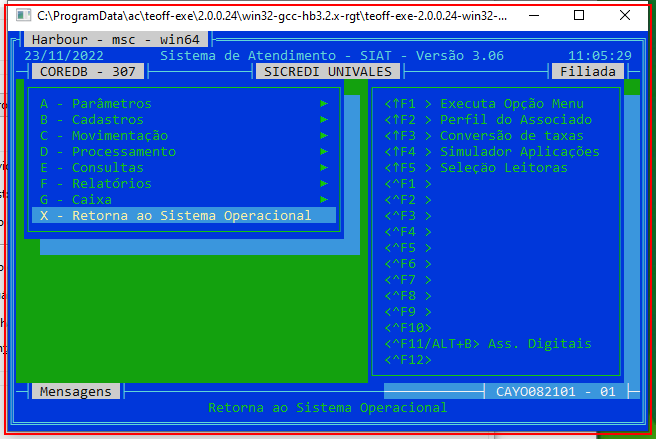 C:\ProgramData\ac\teoff-exe\2.0.0.24\win32-gcc-hb3.2.x-rgt\teoff-exe-2.0.0.24-win32-...
Harbour - msc - win64
23/11/2022 Sistema de Atendimento - SIAT - Versão 3.06 11:05:29
COREDB - 307 SICREDI UNIVALES Filiada
A - Parâmetros ►
B - Cadastros ►
C - Movimentação ►
D - Processamento ►
E - Consultas ►
F - Relatórios ►
G - Caixa ►
X - Retorna ao Sistema Operacional
<↑F1 > Executa Opção Menu
<↑F2 > Perfil do Associado
<↑F3 > Conversão de taxas
<↑F4 > Simulador Aplicações
<↑F5 > Seleção Leitoras
<^F1 >
<^F2 >
<^F3 >
<^F4 >
<^F5 >
<^F6 >
<^F7 >
<^F8 >
<^F9 >
<^F10>
<^F11/ALT+B> Ass. Digitais
<^F12>
Mensagens CAYO082101 - 01
Retorna ao Sistema Operacional